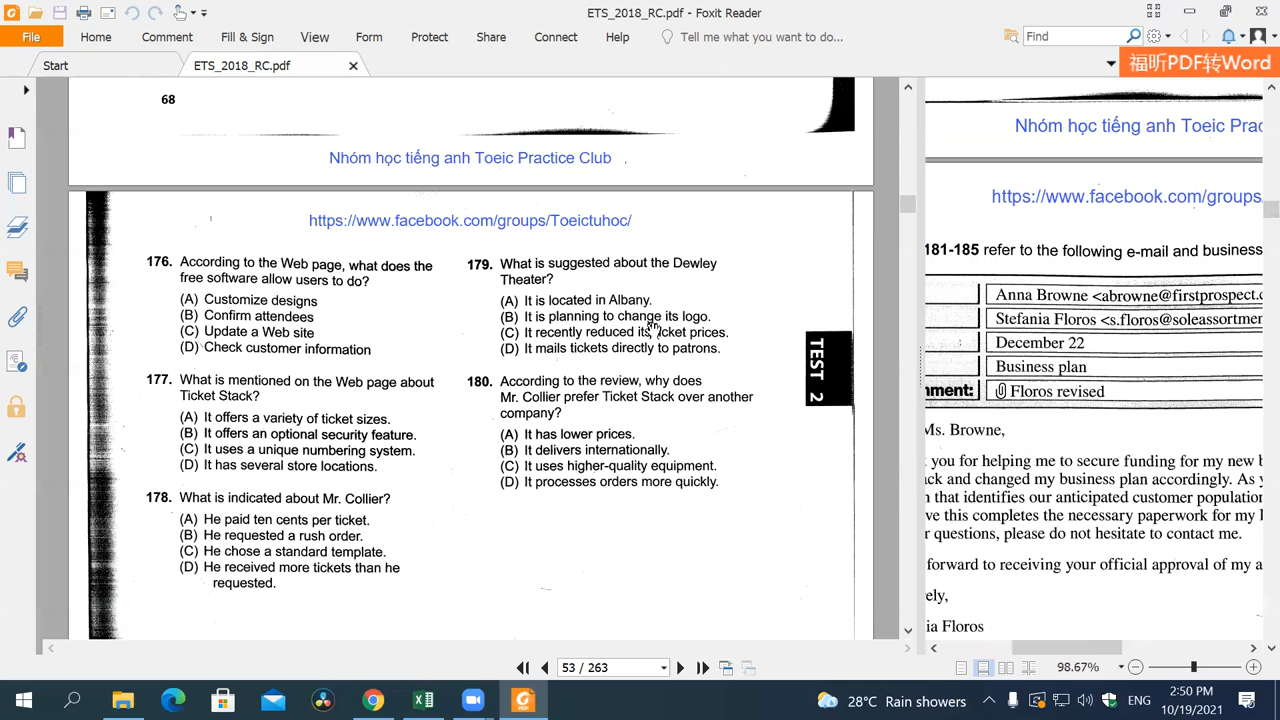 ETS_2018_RC.pdf - Foxit Reader
File
Home
Comment
Fill & Sign
View
Form
Protect
Share
Connect
Help
Tell me what you want to do...
Find
Start
ETS_2018_RC.pdf
福昕PDF转Word
68
Nhóm học tiếng anh Toeic Practice Club
https://www.facebook.com/groups/Toeictuhoc/
176. According to the Web page, what does the
free software allow users to do?
(A) Customize designs
(B) Confirm attendees
(C) Update a Web site
(D) Check customer information
177. What is mentioned on the Web page about
Ticket Stack?
(A) It offers a variety of ticket sizes.
(B) It offers an optional security feature.
(C) It uses a unique numbering system.
(D) It has several store locations.
178. What is indicated about Mr. Collier?
(A) He paid ten cents per ticket.
(B) He requested a rush order.
(C) He chose a standard template.
(D) He received more tickets than he
requested.
179. What is suggested about the Dewley
Theater?
(A) It is located in Albany.
(B) It is planning to change its logo.
(C) It recently reduced its ticket prices.
(D) It mails tickets directly to patrons.
180. According to the review, why does
Mr. Collier prefer Ticket Stack over another
company?
(A) It has lower prices.
(B) It delivers internationally.
(C) It uses higher-quality equipment.
(D) It processes orders more quickly.
TEST 2
Nhóm học tiếng anh Toeic Prac
https://www.facebook.com/groups
181-185 refer to the following e-mail and business
Anna Browne <abrowne@firstprospect.c
Stefania Floros <s.floros@soleassortme
December 22
Business plan
nment: Floros revised
Ms. Browne,
you for helping me to secure funding for my new b
ack and changed my business plan accordingly. As y
n that identifies our anticipated customer population
ve this completes the necessary paperwork for my
r questions, please do not hesitate to contact me.
forward to receiving your official approval of my a
ely,
ia Floros
53 / 263
98.67%
28°C Rain showers
ENG
2:50 PM
10/19/2021